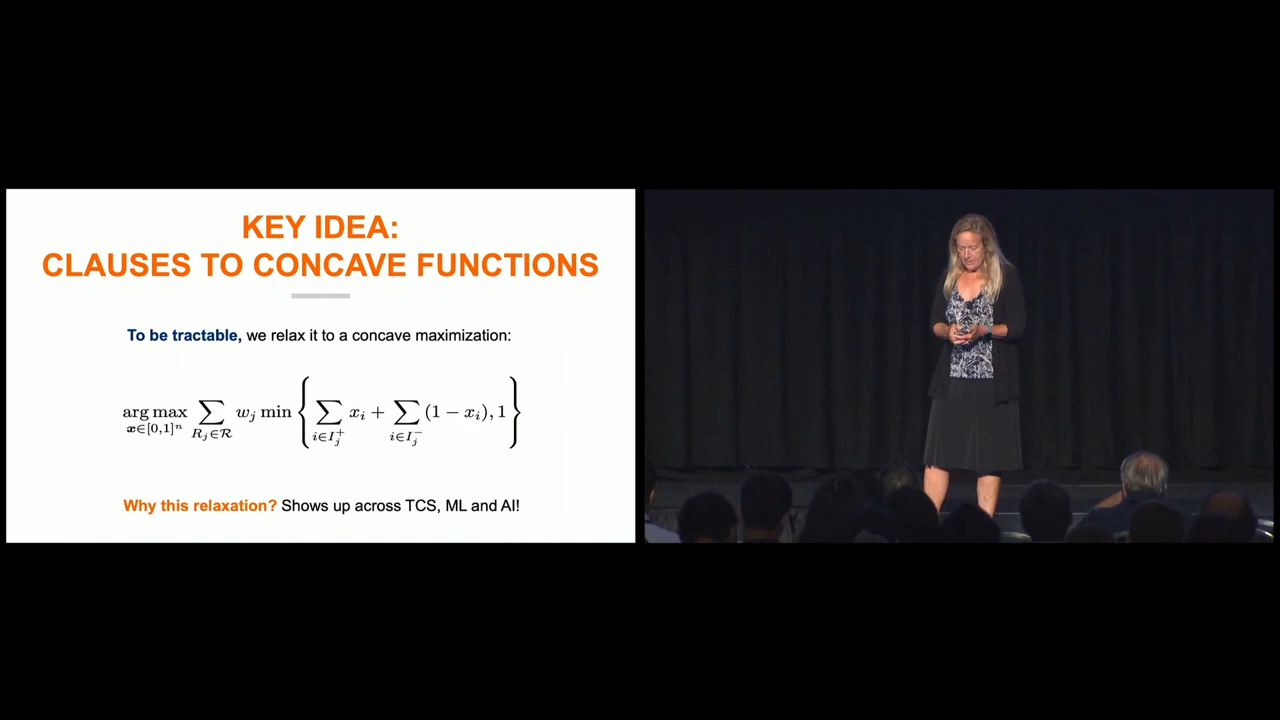 KEY IDEA:
CLAUSES TO CONCAVE FUNCTIONS
To be tractable, we relax it to a concave maximization:
arg max_{x∈[0,1]^n} ∑_{R_j∈ℛ} w_j min { ∑_{i∈I_j^+} x_i + ∑_{i∈I_j^-} (1 − x_i), 1 }
Why this relaxation? Shows up across TCS, ML and AI!